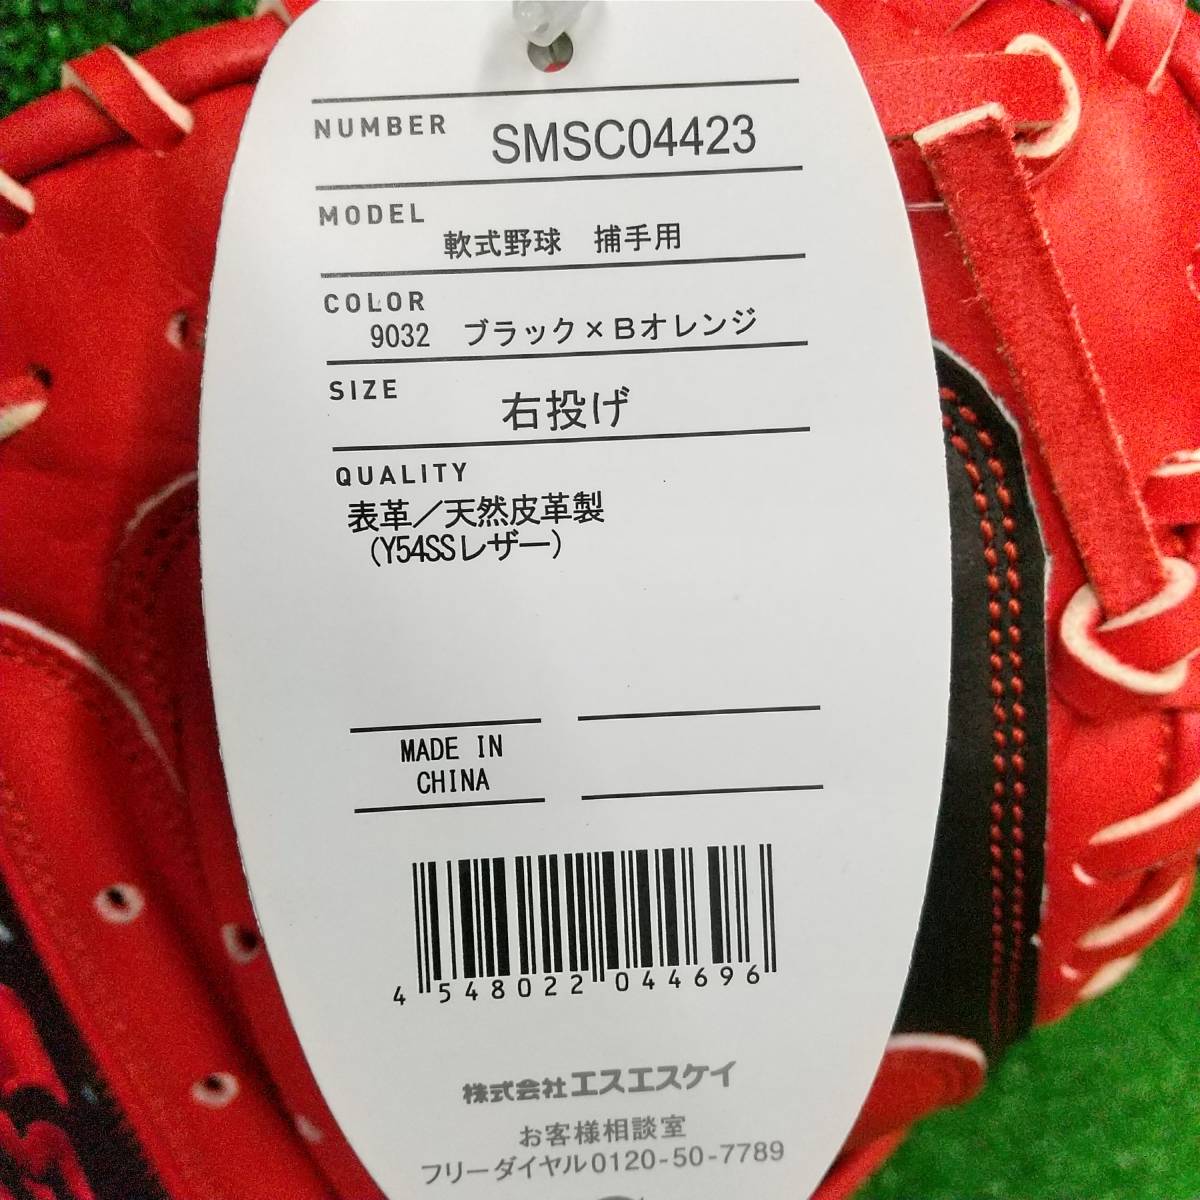 NUMBER SMSC04423
MODEL
軟式野球 捕手用
COLOR
9032 ブラック×Bオレンジ
SIZE
右投げ
QUALITY
表革／天然皮革製
(Y54SSレザー)
MADE IN
CHINA
4 548022 044696
株式会社エスエスケイ
お客様相談室
フリーダイヤル0120-50-7789